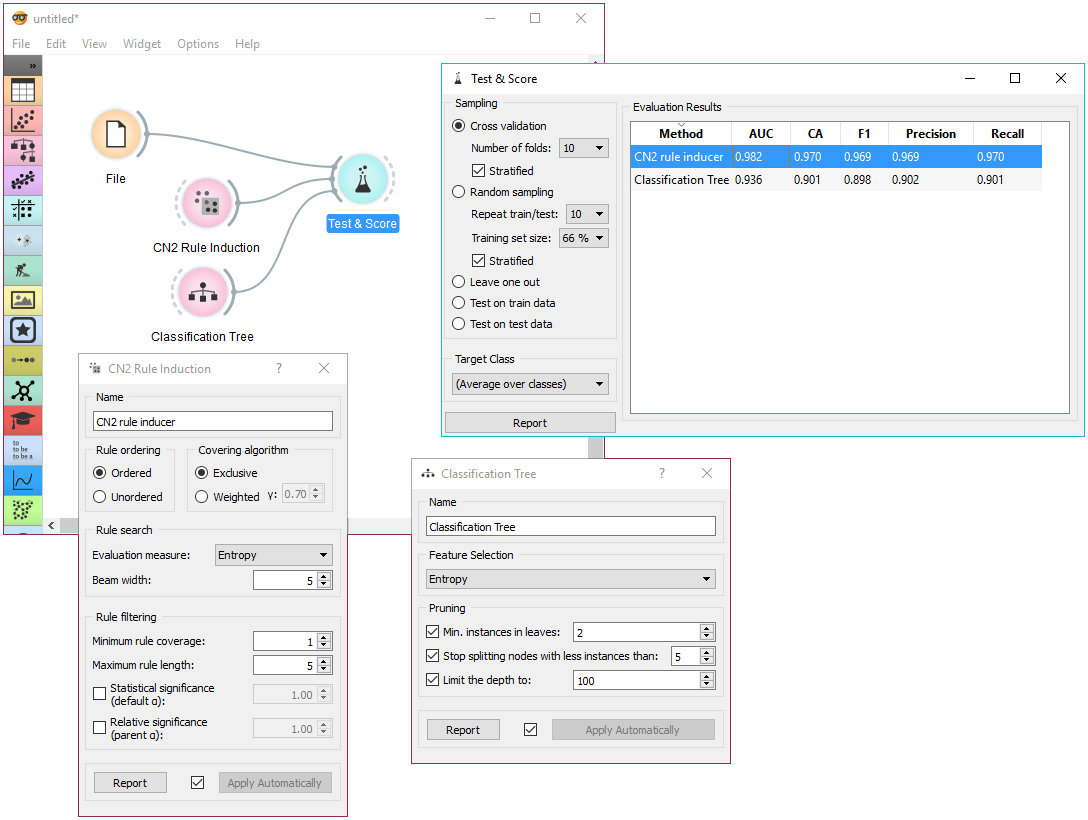 untitled*
File Edit View Widget Options Help
»
File
CN2 Rule Induction
Classification Tree
Test & Score
to
to be
to be a
Test & Score
Sampling
Cross validation
Number of folds: 10
Stratified
Random sampling
Repeat train/test: 10
Training set size: 66 %
Stratified
Leave one out
Test on train data
Test on test data
Target Class
(Average over classes)
Report
Evaluation Results
Method AUC CA F1 Precision Recall
CN2 rule inducer 0.982 0.970 0.969 0.969 0.970
Classification Tree 0.936 0.901 0.898 0.902 0.901
CN2 Rule Induction ?
Name
CN2 rule inducer
Rule ordering
Ordered
Unordered
Covering algorithm
Exclusive
Weighted γ: 0.70
Rule search
Evaluation measure: Entropy
Beam width: 5
Rule filtering
Minimum rule coverage: 1
Maximum rule length: 5
Statistical significance
(default α): 1.00
Relative significance
(parent α): 1.00
Report Apply Automatically
Classification Tree ?
Name
Classification Tree
Feature Selection
Entropy
Pruning
Min. instances in leaves: 2
Stop splitting nodes with less instances than: 5
Limit the depth to: 100
Report Apply Automatically